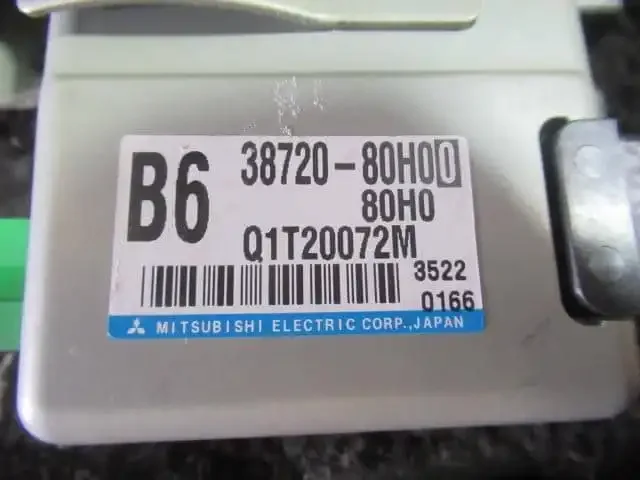 B6
38720-80H00
80H0
Q1T20072M
3522
0166
MITSUBISHI ELECTRIC CORP.,JAPAN